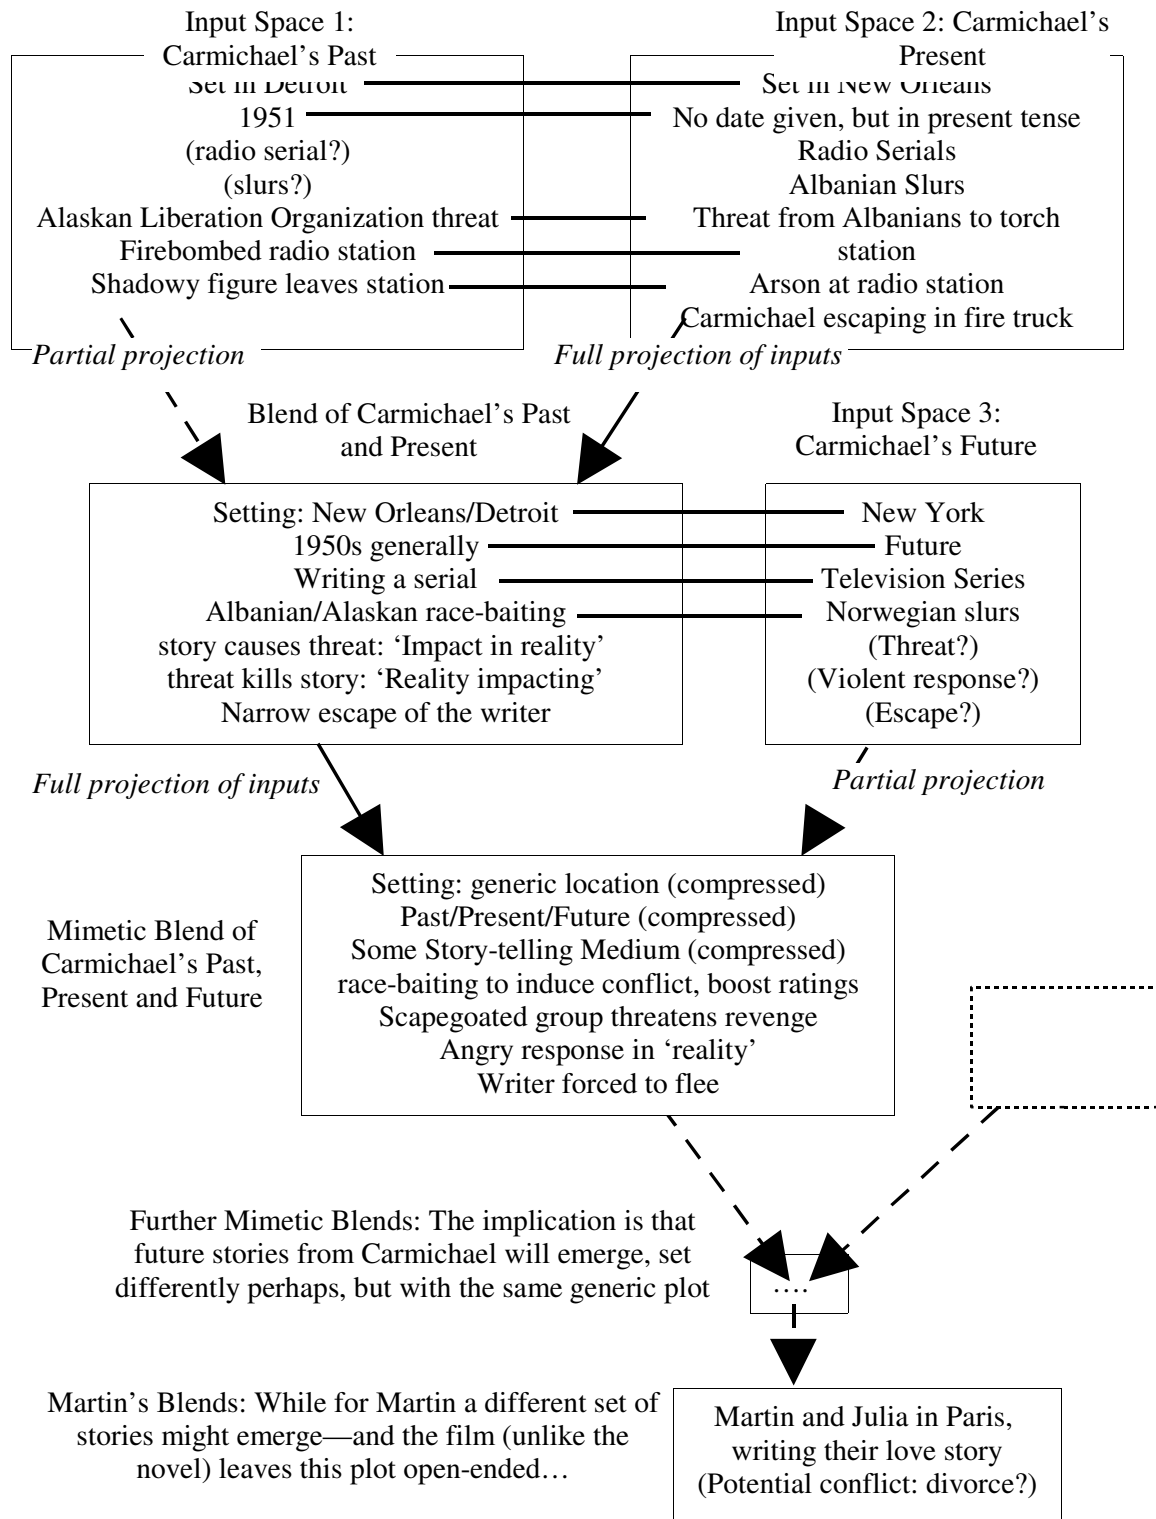 Input Space 1:
Carmichael’s Past
Set in Detroit
1951
(radio serial?)
(slurs?)
Alaskan Liberation Organization threat
Firebombed radio station
Shadowy figure leaves station
Partial projection
Input Space 2: Carmichael’s
Present
Set in New Orleans
No date given, but in present tense
Radio Serials
Albanian Slurs
Threat from Albanians to torch
station
Arson at radio station
Carmichael escaping in fire truck
Full projection of inputs
Blend of Carmichael’s Past
and Present
Setting: New Orleans/Detroit
1950s generally
Writing a serial
Albanian/Alaskan race-baiting
story causes threat: ‘Impact in reality’
threat kills story: ‘Reality impacting’
Narrow escape of the writer
Full projection of inputs
Input Space 3:
Carmichael’s Future
New York
Future
Television Series
Norwegian slurs
(Threat?)
(Violent response?)
(Escape?)
Partial projection
Mimetic Blend of
Carmichael’s Past,
Present and Future
Setting: generic location (compressed)
Past/Present/Future (compressed)
Some Story-telling Medium (compressed)
race-baiting to induce conflict, boost ratings
Scapegoated group threatens revenge
Angry response in ‘reality’
Writer forced to flee
Further Mimetic Blends: The implication is that
future stories from Carmichael will emerge, set
differently perhaps, but with the same generic plot
….
Martin’s Blends: While for Martin a different set of
stories might emerge—and the film (unlike the
novel) leaves this plot open-ended…
Martin and Julia in Paris,
writing their love story
(Potential conflict: divorce?)